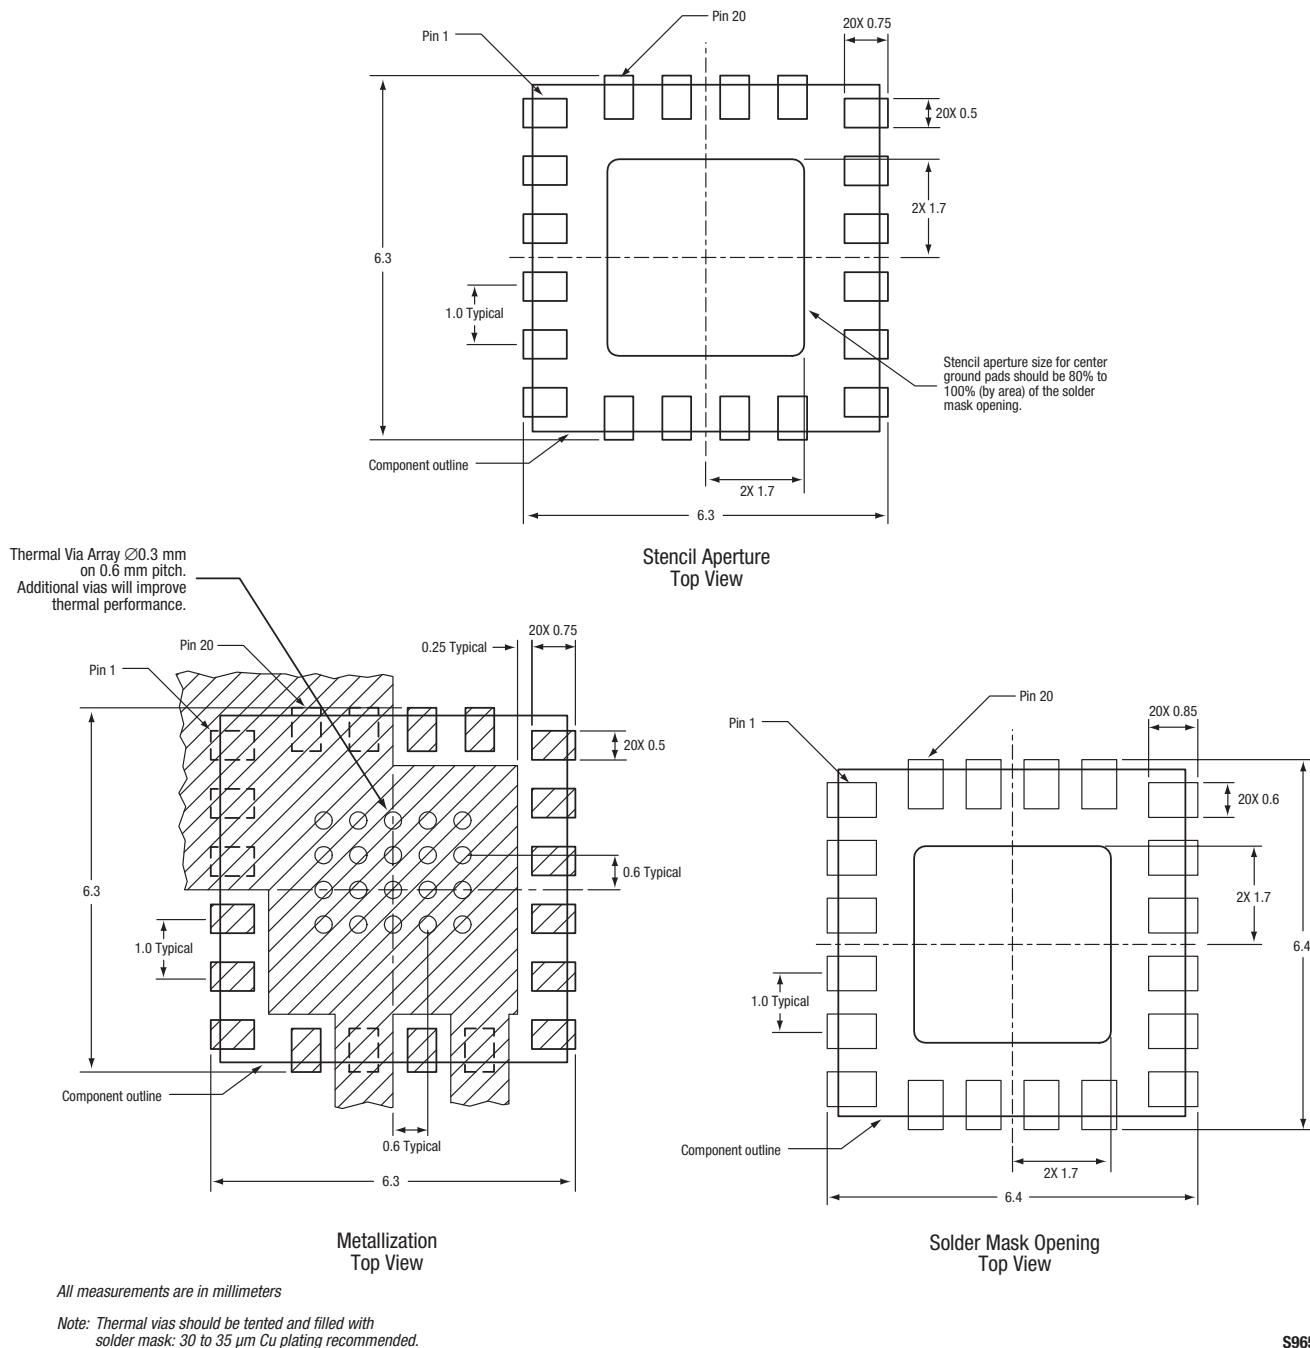 Pin 20
20X 0.75
Pin 1
20X 0.5
2X 1.7
6.3
1.0 Typical
Stencil aperture size for center
ground pads should be 80% to
100% (by area) of the solder
mask opening.
Component outline
2X 1.7
6.3
Stencil Aperture
Top View
Thermal Via Array ∅0.3 mm
on 0.6 mm pitch.
Additional vias will improve
thermal performance.
20X 0.75
Pin 20
0.25 Typical
Pin 1
20X 0.5
0.6 Typical
6.3
1.0 Typical
Component outline
0.6 Typical
6.3
Metallization
Top View
Pin 20
20X 0.85
Pin 1
20X 0.6
2X 1.7
6.4
1.0 Typical
Component outline
2X 1.7
6.4
Solder Mask Opening
Top View
All measurements are in millimeters
Note: Thermal vias should be tented and filled with
solder mask: 30 to 35 μm Cu plating recommended.
S965